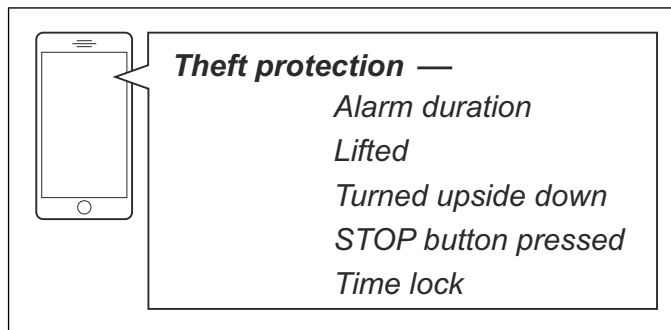 Theft protection —
Alarm duration
Lifted
Turned upside down
STOP button pressed
Time lock